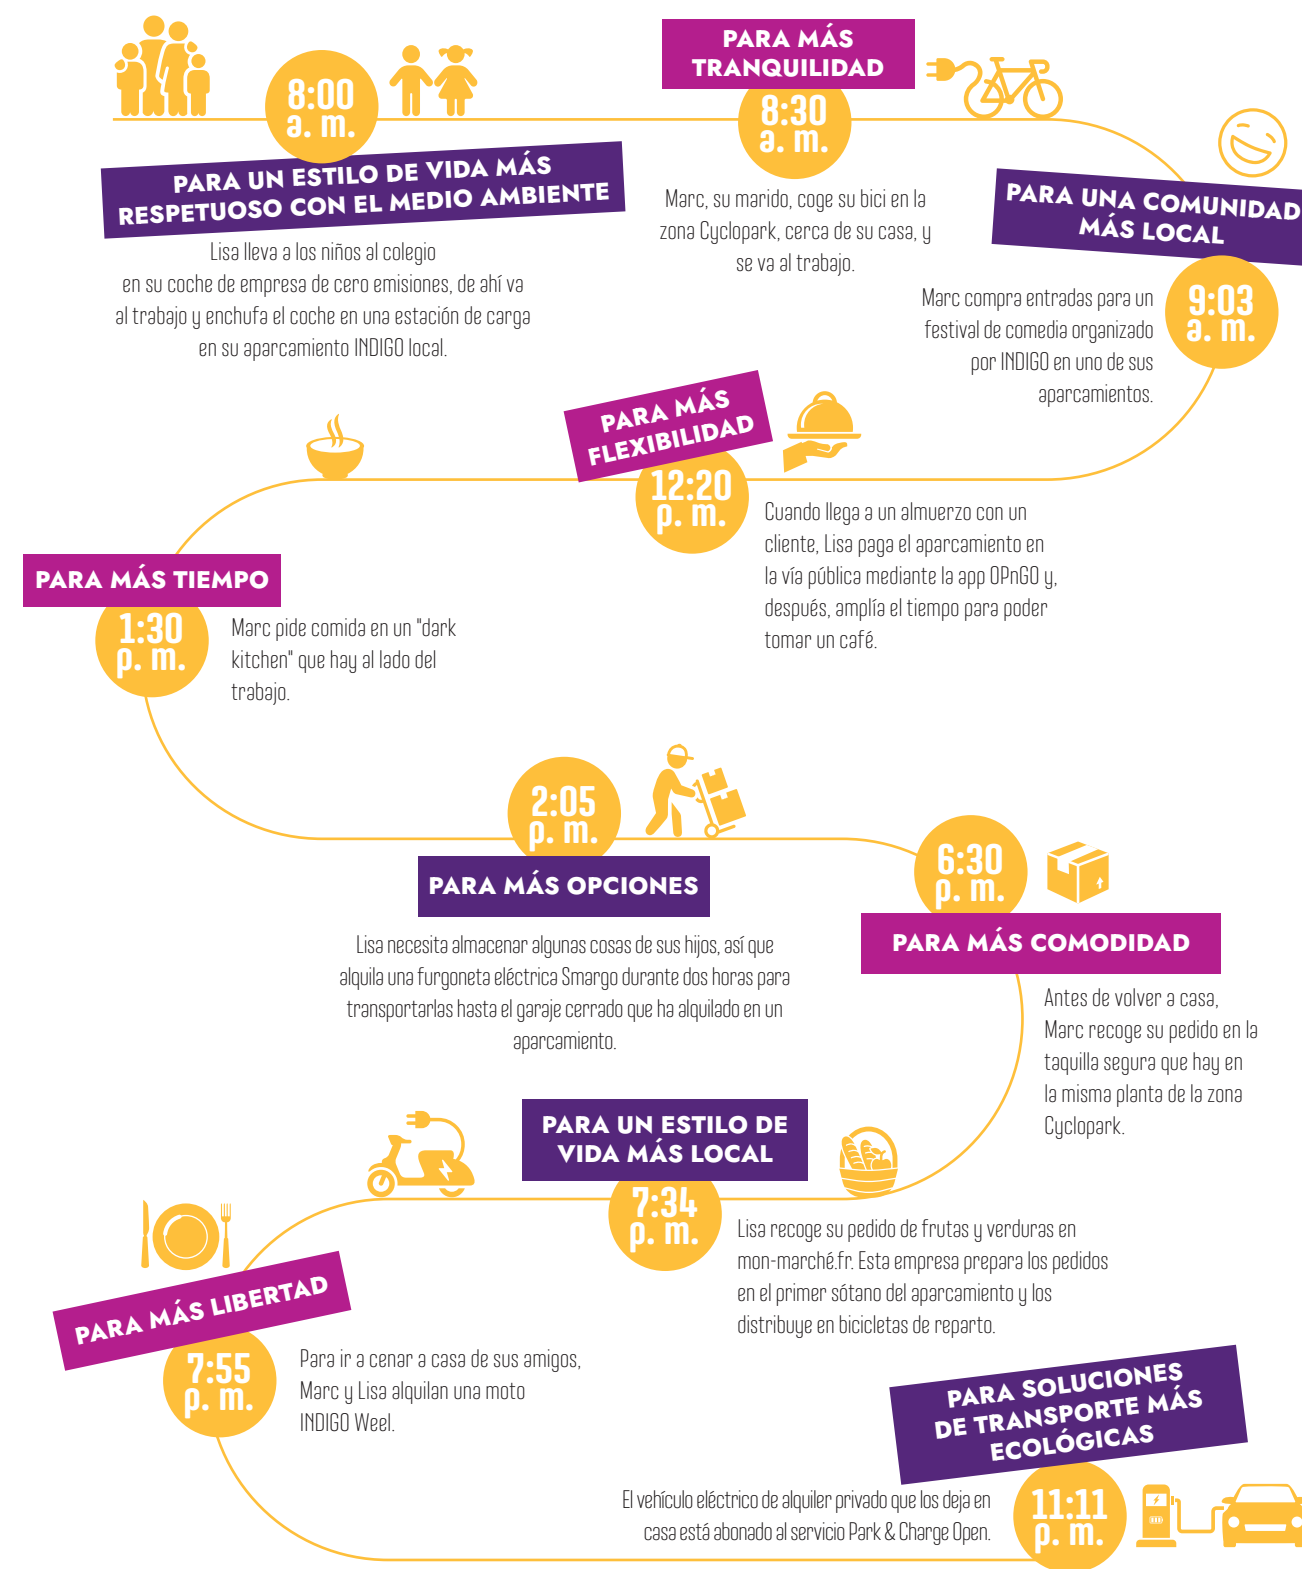 8:00
a. m.
PARA UN ESTILO DE VIDA MÁS
RESPETUOSO CON EL MEDIO AMBIENTE
Lisa lleva a los niños al colegio
en su coche de empresa de cero emisiones, de ahí va
al trabajo y enchufa el coche en una estación de carga
en su aparcamiento INDIGO local.
PARA MÁS
TRANQUILIDAD
8:30
a. m.
Marc, su marido, coge su bici en la
zona Cyclopark, cerca de su casa, y
se va al trabajo.
PARA UNA COMUNIDAD
MÁS LOCAL
9:03
a. m.
Marc compra entradas para un
festival de comedia organizado
por INDIGO en uno de sus
aparcamientos.
PARA MÁS
FLEXIBILIDAD
12:20
p. m.
Cuando llega a un almuerzo con un
cliente, Lisa paga el aparcamiento en
la vía pública mediante la app OPnGO y,
después, amplía el tiempo para poder
tomar un café.
PARA MÁS TIEMPO
1:30
p. m.
Marc pide comida en un "dark
kitchen" que hay al lado del
trabajo.
2:05
p. m.
PARA MÁS OPCIONES
Lisa necesita almacenar algunas cosas de sus hijos, así que
alquila una furgoneta eléctrica Smargo durante dos horas para
transportarlas hasta el garaje cerrado que ha alquilado en un
aparcamiento.
6:30
p. m.
PARA MÁS COMODIDAD
Antes de volver a casa,
Marc recoge su pedido en la
taquilla segura que hay en
la misma planta de la zona
Cyclopark.
PARA UN ESTILO DE
VIDA MÁS LOCAL
7:34
p. m.
Lisa recoge su pedido de frutas y verduras en
mon-marché.fr. Esta empresa prepara los pedidos
en el primer sótano del aparcamiento y los
distribuye en bicicletas de reparto.
PARA MÁS LIBERTAD
7:55
p. m.
Para ir a cenar a casa de sus amigos,
Marc y Lisa alquilan una moto
INDIGO Weel.
PARA SOLUCIONES
DE TRANSPORTE MÁS
ECOLÓGICAS
11:11
p. m.
El vehículo eléctrico de alquiler privado que los deja en
casa está abonado al servicio Park & Charge Open.